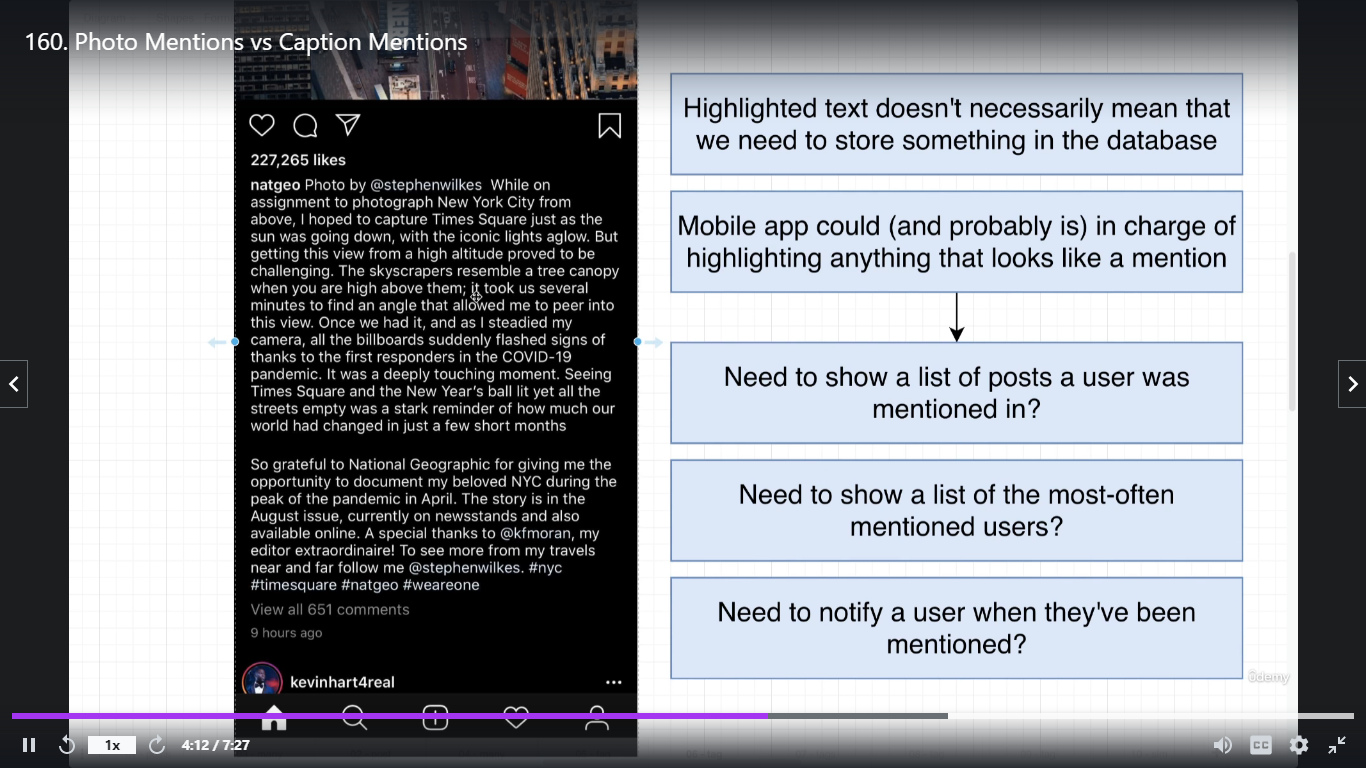 160. Photo Mentions vs Caption Mentions
227,265 likes
natgeo Photo by @stephenwilkes While on
assignment to photograph New York City from
above, I hoped to capture Times Square just as the
sun was going down, with the iconic lights aglow. But
getting this view from a high altitude proved to be
challenging. The skyscrapers resemble a tree canopy
when you are high above them; it took us several
minutes to find an angle that allowed me to peer into
this view. Once we had it, and as I steadied my
camera, all the billboards suddenly flashed signs of
thanks to the first responders in the COVID-19
pandemic. It was a deeply touching moment. Seeing
Times Square and the New Year's ball lit yet all the
streets empty was a stark reminder of how much our
world had changed in just a few short months
So grateful to National Geographic for giving me the
opportunity to document my beloved NYC during the
peak of the pandemic in April. The story is in the
August issue, currently on newsstands and also
available online. A special thanks to @kfmoran, my
editor extraordinaire! To see more from my travels
near and far follow me @stephenwilkes. #nyc
#timesquare #natgeo #weareone
View all 651 comments
9 hours ago
kevinhart4real
Highlighted text doesn't necessarily mean that
we need to store something in the database
Mobile app could (and probably is) in charge of
highlighting anything that looks like a mention
Need to show a list of posts a user was
mentioned in?
Need to show a list of the most-often
mentioned users?
Need to notify a user when they've been
mentioned?
ûdemy
1x
4:12 / 7:27
CC